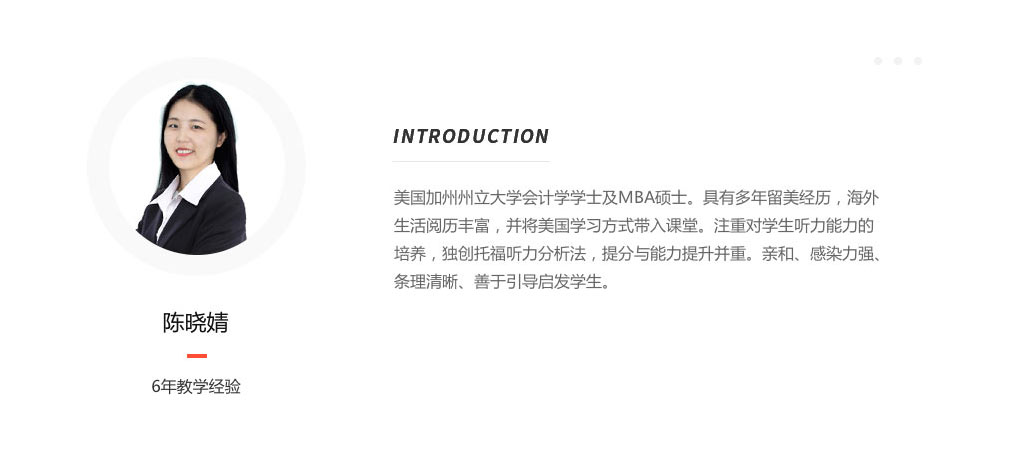 INTRODUCTION
美国加州州立大学会计学学士及MBA硕士。具有多年留美经历，海外
生活阅历丰富，并将美国学习方式带入课堂。注重对学生听力能力的
培养，独创托福听力分析法，提分与能力提升并重。亲和、感染力强、
条理清晰、善于引导启发学生。
陈晓婧
6年教学经验